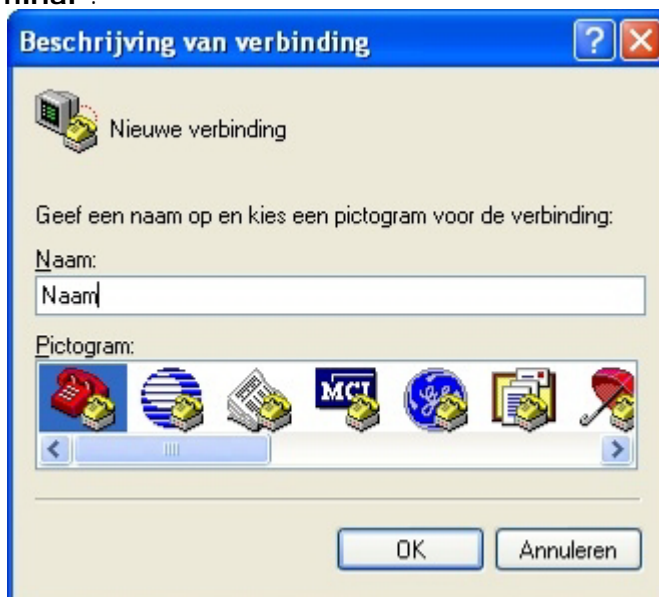 Beschrijving van verbinding
Nieuwe verbinding
Geef een naam op en kies een pictogram voor de verbinding:
Naam:
Naam
Pictogram:
MCI
OK Annuleren